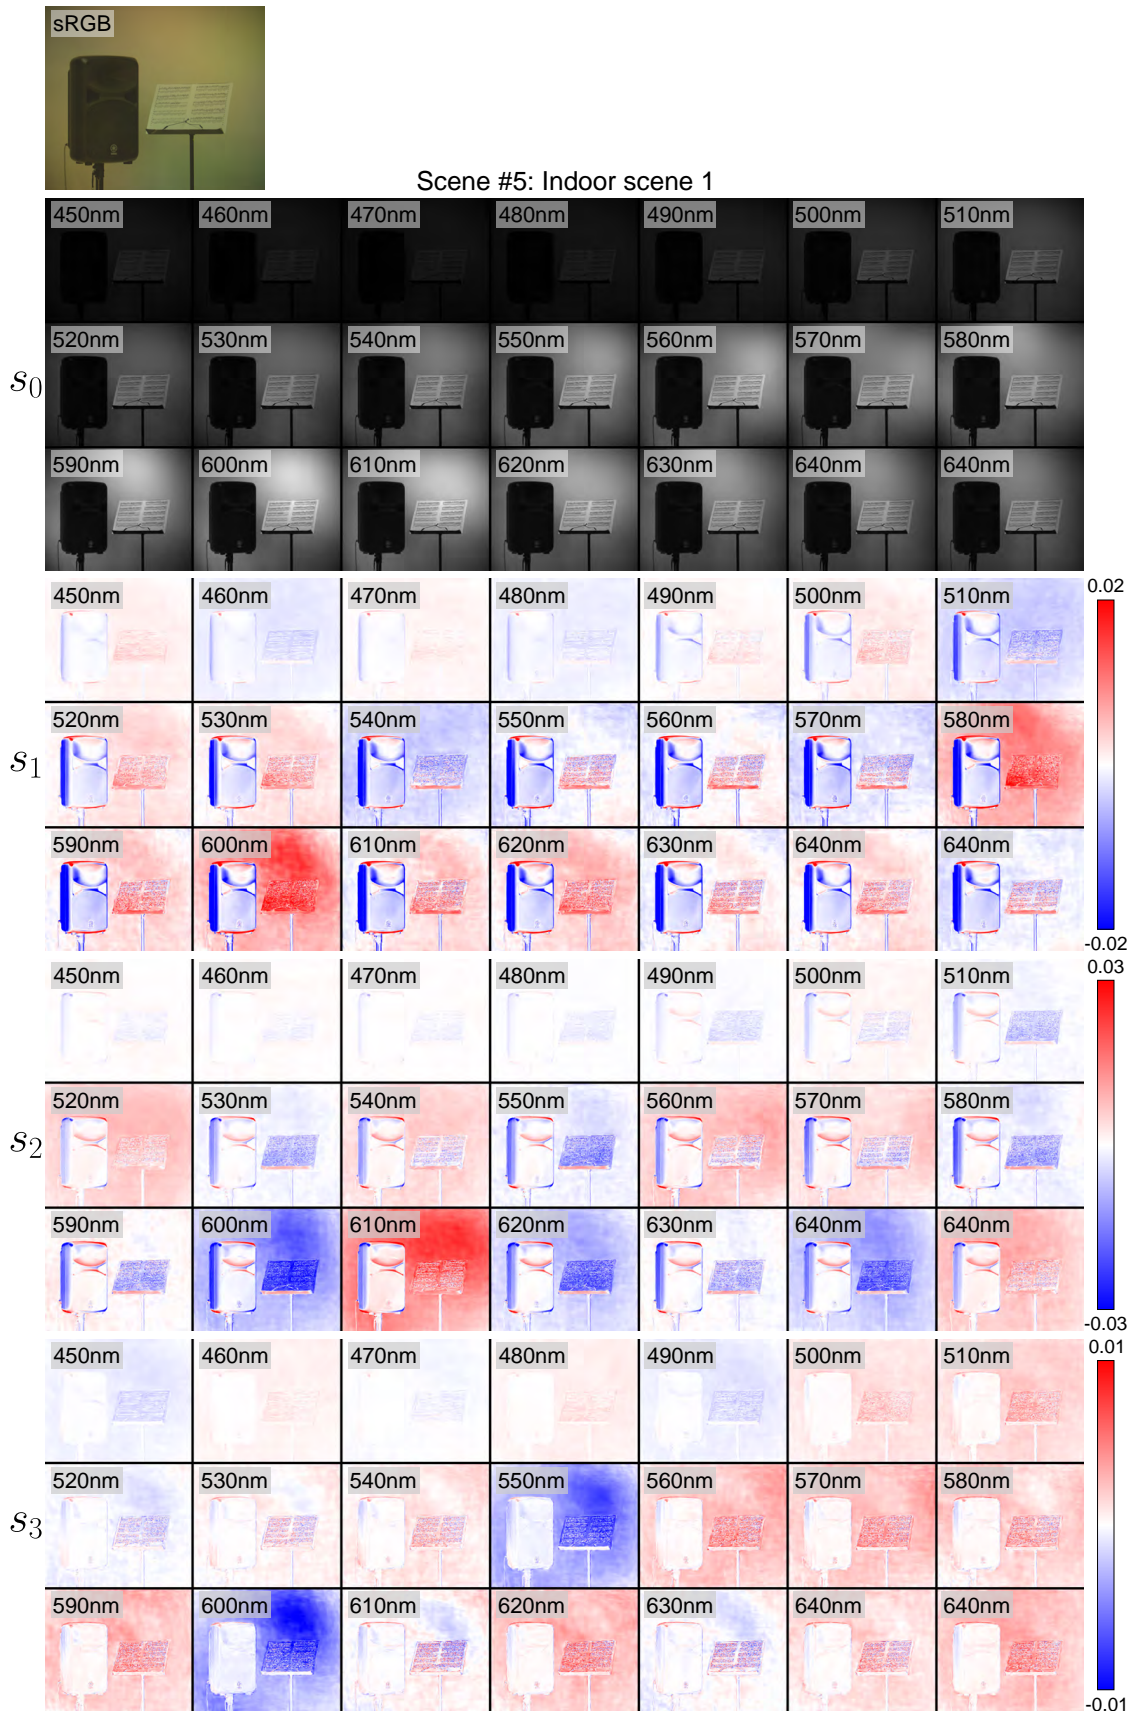 sRGB
Scene #5: Indoor scene 1
450nm 460nm 470nm 480nm 490nm 500nm 510nm
520nm 530nm 540nm 550nm 560nm 570nm 580nm
s0
590nm 600nm 610nm 620nm 630nm 640nm 640nm
450nm 460nm 470nm 480nm 490nm 500nm 510nm 0.02
520nm 530nm 540nm 550nm 560nm 570nm 580nm
s1
590nm 600nm 610nm 620nm 630nm 640nm 640nm
-0.02
450nm 460nm 470nm 480nm 490nm 500nm 510nm 0.03
520nm 530nm 540nm 550nm 560nm 570nm 580nm
s2
590nm 600nm 610nm 620nm 630nm 640nm 640nm
-0.03
450nm 460nm 470nm 480nm 490nm 500nm 510nm 0.01
520nm 530nm 540nm 550nm 560nm 570nm 580nm
s3
590nm 600nm 610nm 620nm 630nm 640nm 640nm
-0.01